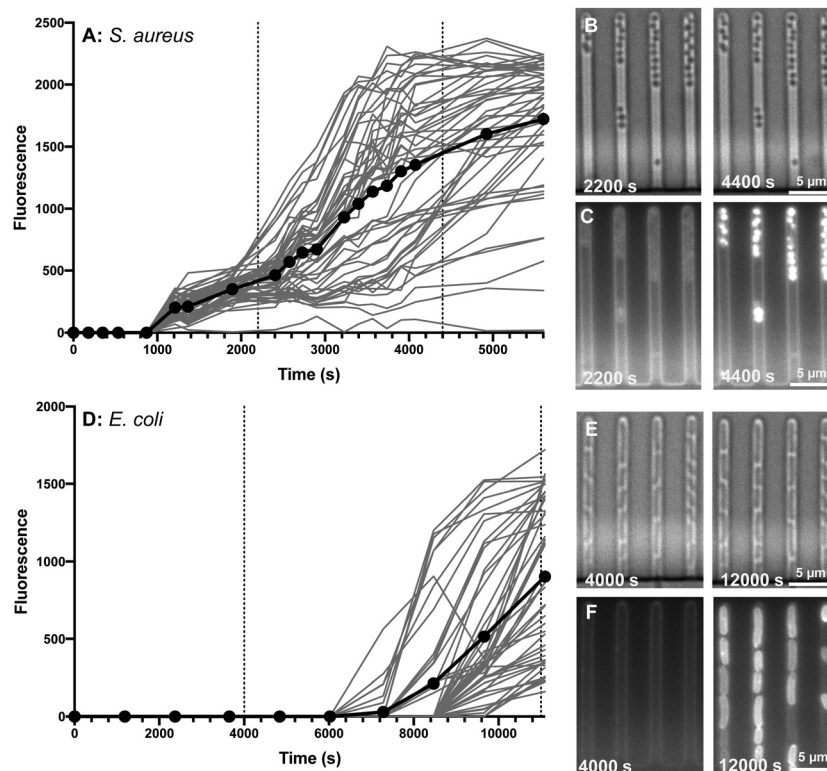 A: S. aureus
2500
2000
1500
1000
500
0
Fluorescence
0
1000
2000
3000
4000
5000
Time (s)
B
2200 s
4400 s
5 μm
C
2200 s
4400 s
5 μm
D: E. coli
2000
1500
1000
500
0
Fluorescence
0
2000
4000
6000
8000
10000
Time (s)
E
4000 s
12000 s
5 μm
F
4000 s
12000 s
5 μm